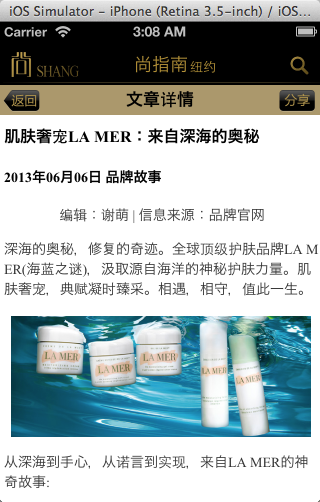 iOS Simulator - iPhone (Retina 3.5-inch) / iOS...
Carrer 3:08 AM
尚 SHANG 尚指南 纽约
返回 文章详情 分享
肌肤奢宠LA MER：来自深海的奥秘
2013年06月06日 品牌故事
编辑：谢萌 | 信息来源：品牌官网
深海的奥秘，修复的奇迹。全球顶级护肤品牌LA M
ER(海蓝之谜)，汲取源自海洋的神秘护肤力量。肌
肤奢宠，典赋凝时臻采。相遇，相守，值此一生。
LA MER
LA MER
LA MER
LA MER
LA MER
从深海到手心，从诺言到实现，来自LA MER的神
奇故事: